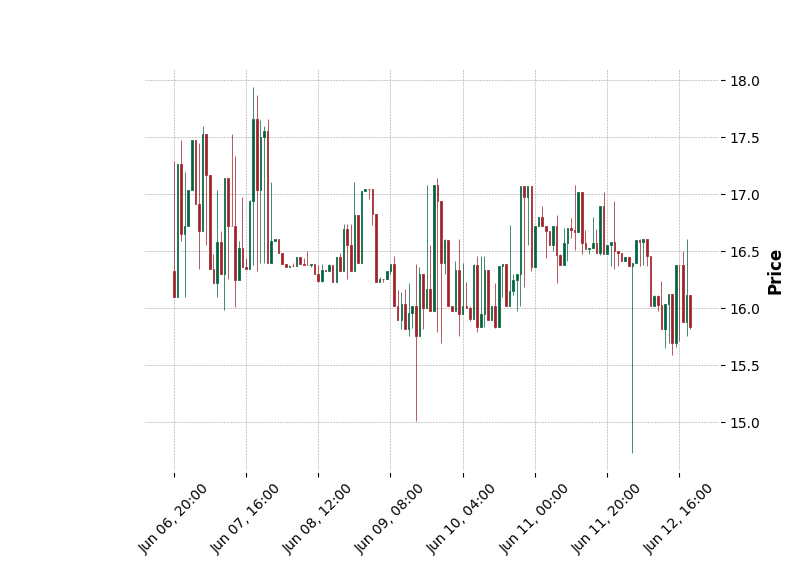 18.0
17.5
17.0
16.5
16.0
15.5
15.0
Price
Jun 06, 20:00
Jun 07, 16:00
Jun 08, 12:00
Jun 09, 08:00
Jun 10, 04:00
Jun 11, 00:00
Jun 11, 20:00
Jun 12, 16:00